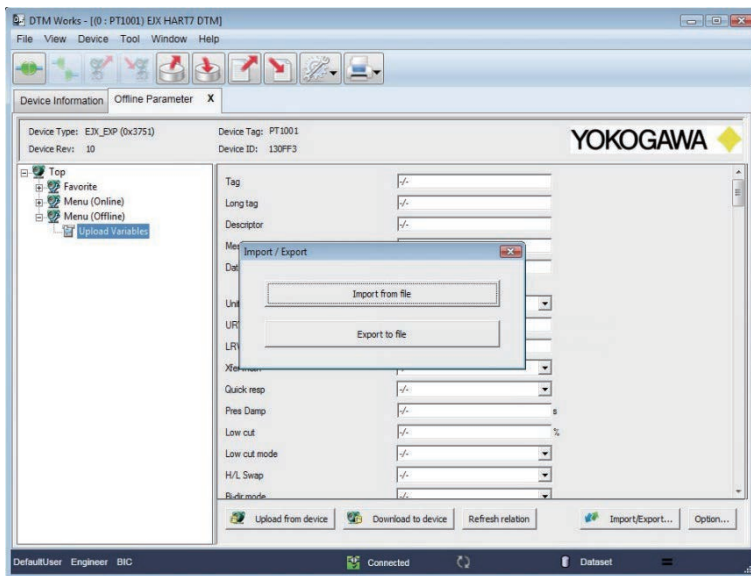 DTM Works - [(0 : PT1001) EJX HART7 DTM]
File View Device Tool Window Help
Device Information Offline Parameter X
Device Type: EJX_EXP (0x3751) Device Tag: PT1001
Device Rev: 10 Device ID: 130FF3
YOKOGAWA
Top
Favorite
Menu (Online)
Menu (Offline)
Upload Variables
Tag -/-
Long tag -/-
Descriptor -/-
Import / Export
Import from file
Export to file
Quick resp -/-
Pres Damp -/- s
Low cut -/- %
Low cut mode -/-
H/L Swap -/-
Bidir mode -/-
Upload from device Download to device Refresh relation Import/Export... Option...
DefaultUser Engineer BIC Connected Dataset